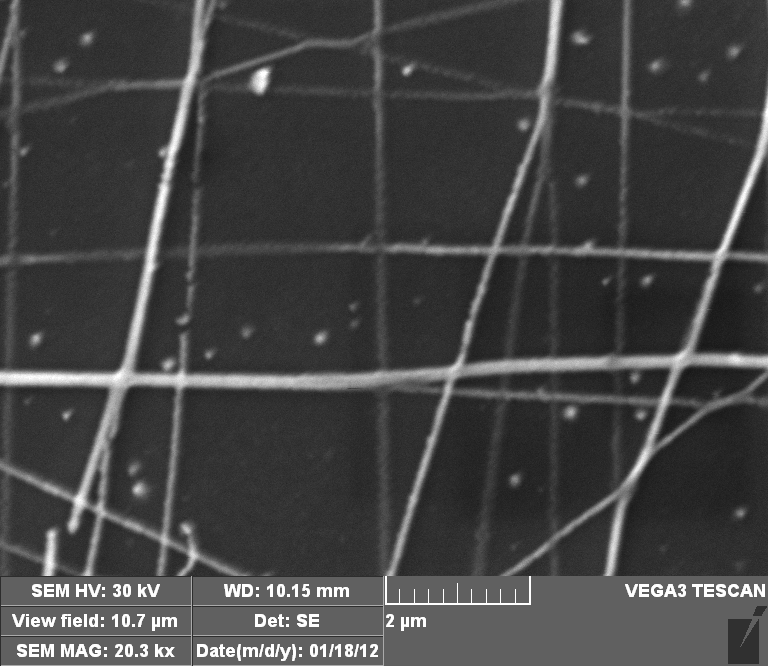 SEM HV: 30 kV WD: 10.15 mm VEGA3 TESCAN
View field: 10.7 µm Det: SE 2 µm
SEM MAG: 20.3 kx Date(m/d/y): 01/18/12